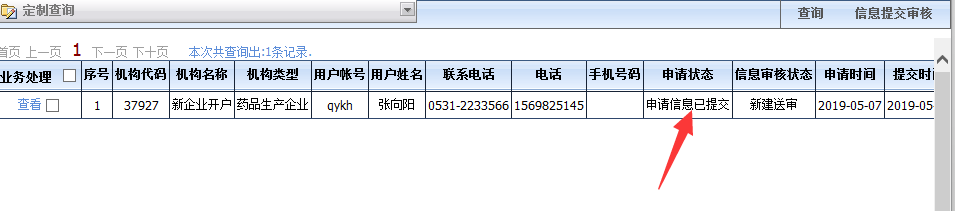 定制查询 查询 信息提交审核
首页 上一页 1 下一页 下十页 本次共查询出:1条记录.
业务处理 序号 机构代码 机构名称 机构类型 用户帐号 用户姓名 联系电话 电话 手机号码 申请状态 信息审核状态 申请时间 提交时间
查看 1 37927 新企业开户 药品生产企业 qykh 张向阳 0531-2233566 1569825145 申请信息已提交 新建送审 2019-05-07 2019-05-